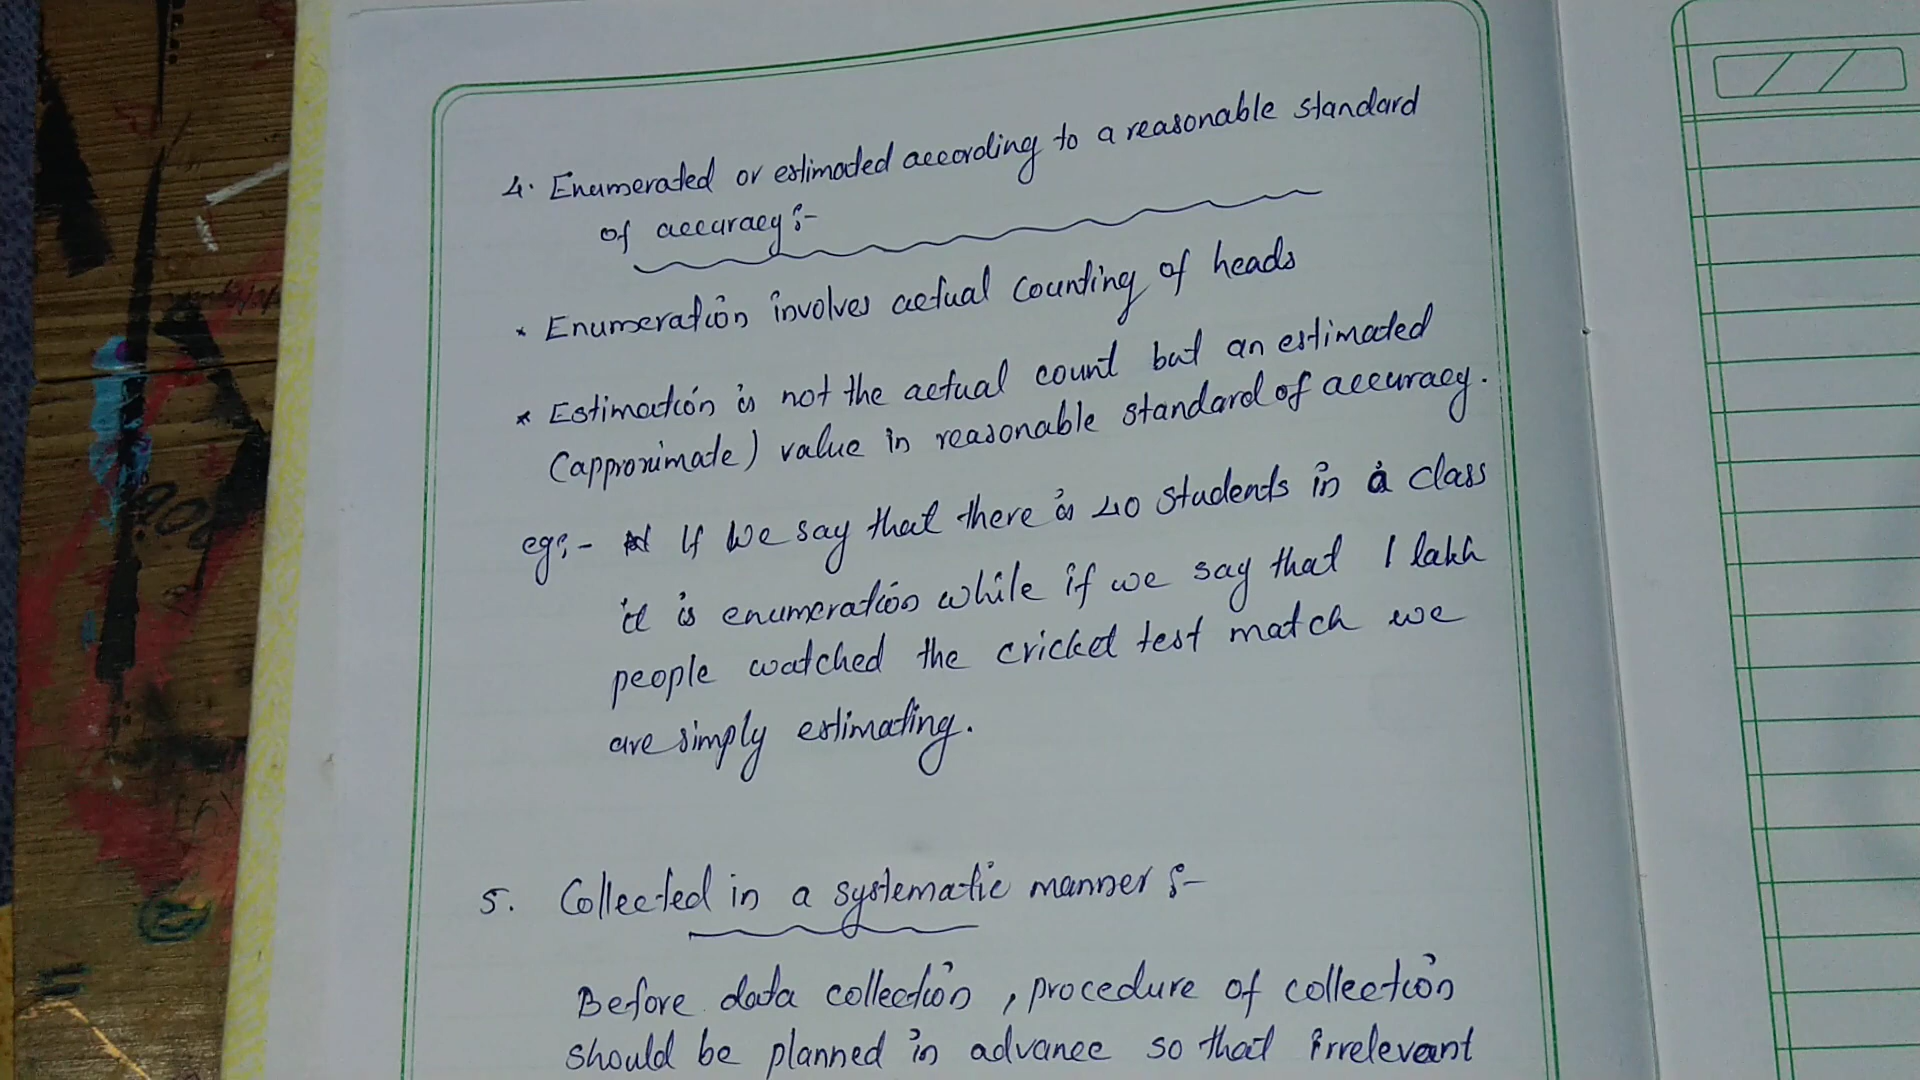 4. Enumerated or estimated according to a reasonable standard
of accuracy :-
* Enumeration involves actual counting of heads
* Estimation is not the actual count but an estimated
(approximate) value in reasonable standard of accuracy.
eg:- If we say that there is 40 students in a class
it is enumeration while if we say that 1 lakh
people watched the cricket test match we
are simply estimating.
5. Collected in a systematic manner :-
Before data collection , procedure of collection
should be planned in advance so that irrelevant